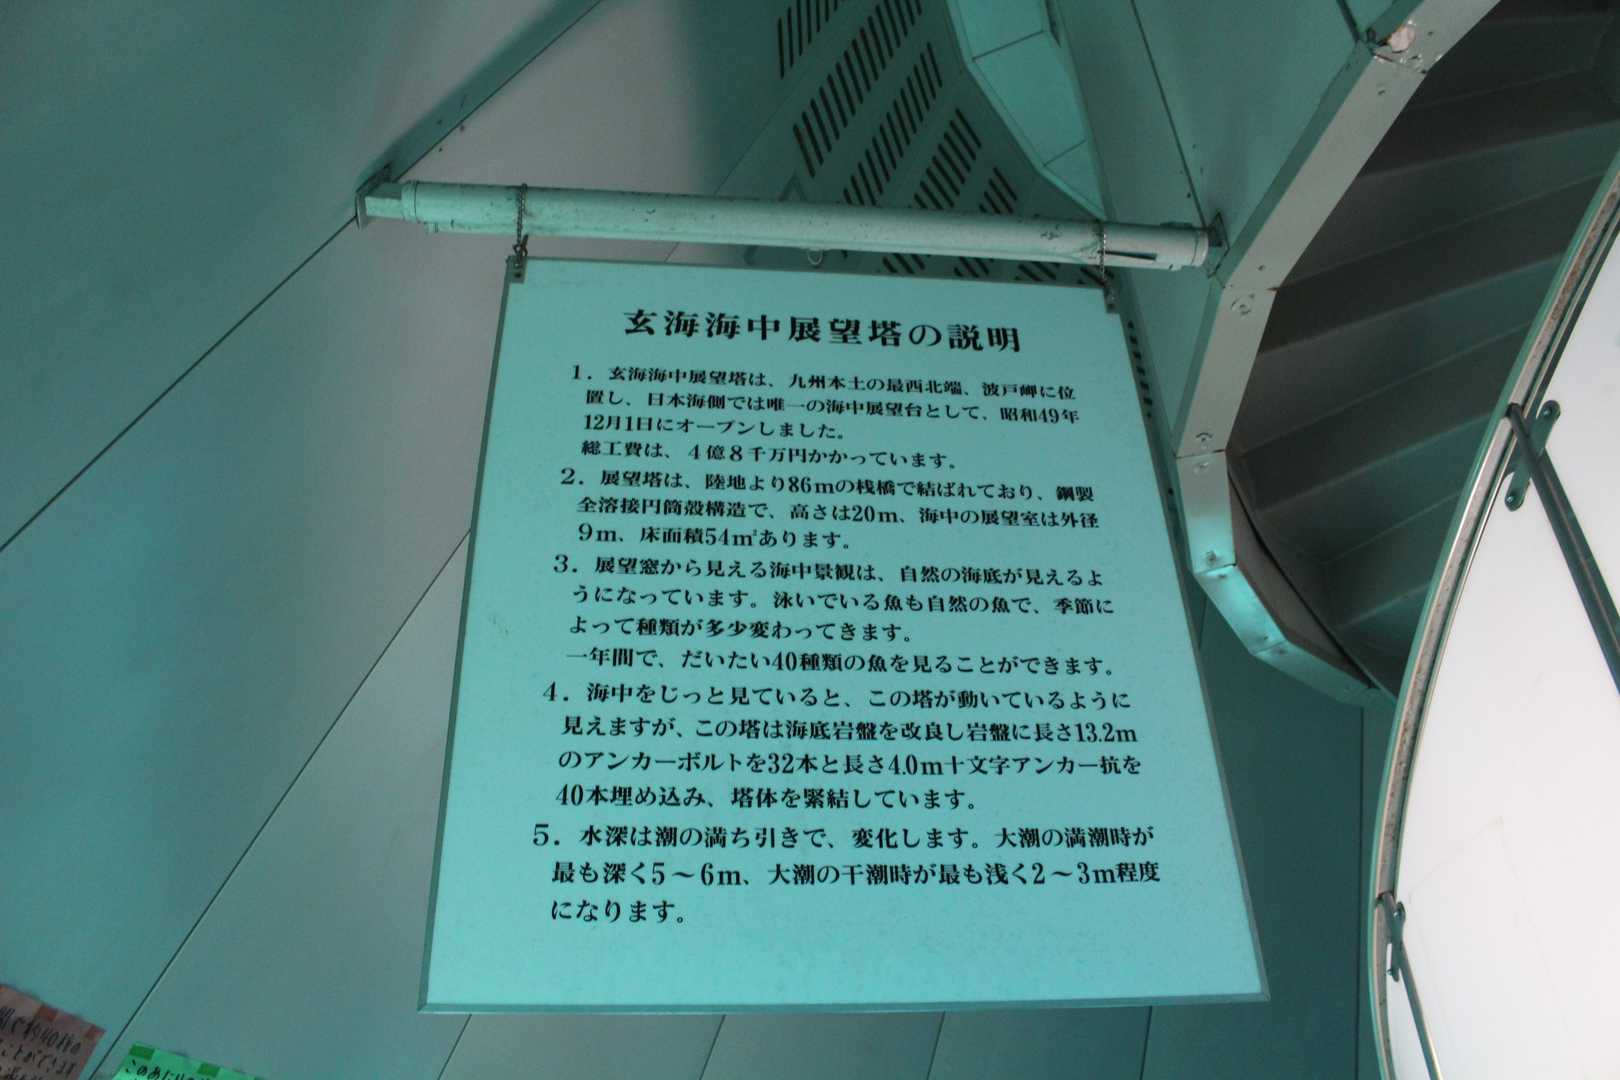 玄海海中展望塔の説明
1．玄海海中展望塔は、九州本土の最西北端、波戸岬に位
置し、日本海側では唯一の海中展望台として、昭和49年
12月1日にオープンしました。
総工費は、4億8千万円かかっています。
2．展望塔は、陸地より86mの桟橋で結ばれており、鋼製
全溶接円筒殻構造で、高さは20m、海中の展望室は外径
9m、床面積54㎡あります。
3．展望窓から見える海中景観は、自然の海底が見えるよ
うになっています。泳いでいる魚も自然の魚で、季節に
よって種類が多少変わってきます。
一年間で、だいたい40種類の魚を見ることができます。
4．海中をじっと見ていると、この塔が動いているように
見えますが、この塔は海底岩盤を改良し岩盤に長さ13.2m
のアンカーボルトを32本と長さ4.0m十文字アンカー抗を
40本埋め込み、塔体を緊結しています。
5．水深は潮の満ち引きで、変化します。大潮の満潮時が
最も深く5～6m、大潮の干潮時が最も浅く2～3m程度
になります。
約40種の
ことができます
このあたりの